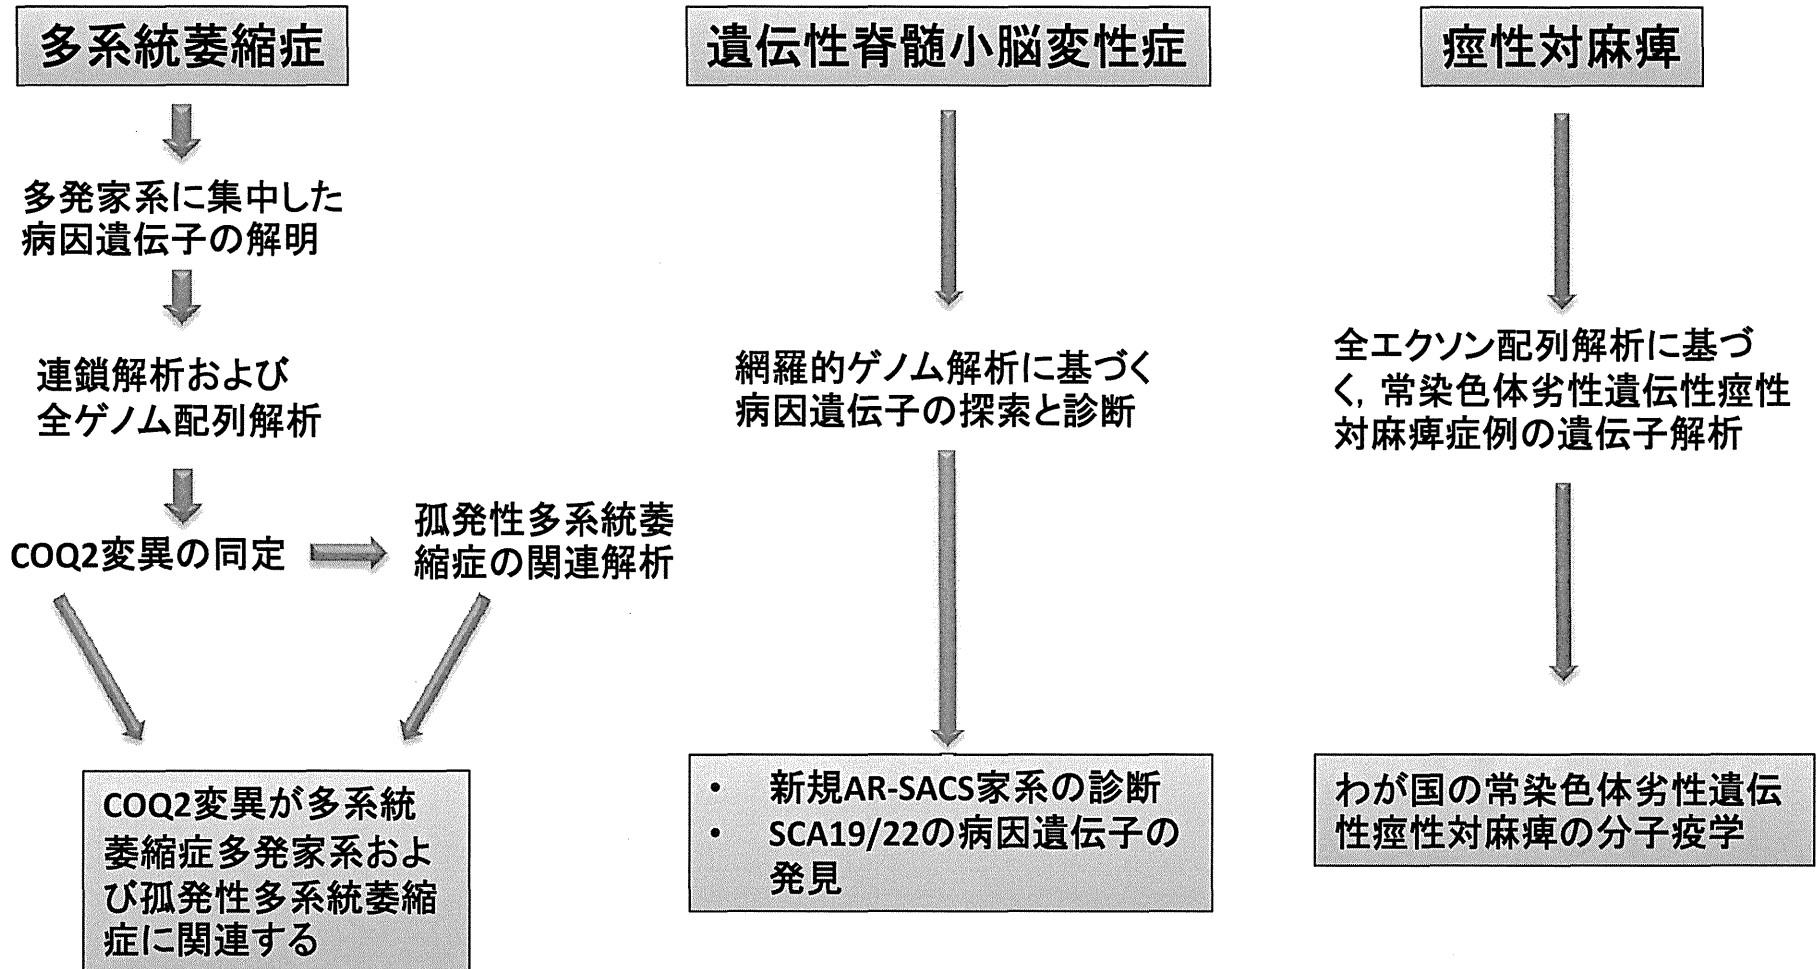 多系統萎縮症
多発家系に集中した
病因遺伝子の解明
連鎖解析および
全ゲノム配列解析
COQ2変異の同定
孤発性多系統萎
縮症の関連解析
COQ2変異が多系統
萎縮症多発家系およ
び孤発性多系統萎縮
症に関連する
遺伝性脊髄小脳変性症
網羅的ゲノム解析に基づく
病因遺伝子の探索と診断
• 新規AR-SACS家系の診断
• SCA19/22の病因遺伝子の
発見
痙性対麻痺
全エクソン配列解析に基づ
く, 常染色体劣性遺伝性痙性
対麻痺症例の遺伝子解析
わが国の常染色体劣性遺伝
性痙性対麻痺の分子疫学